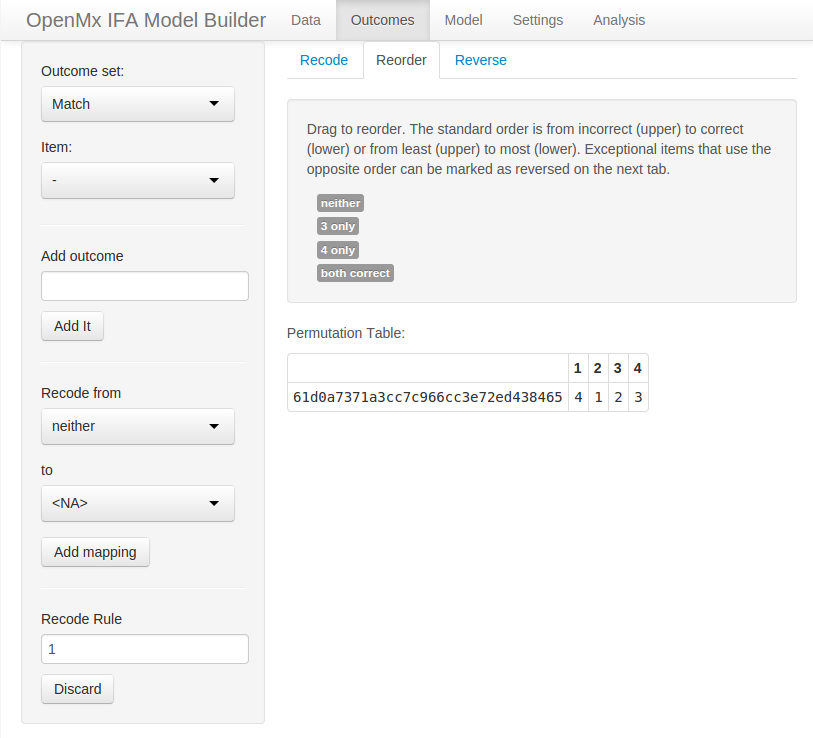 OpenMx IFA Model Builder Data Outcomes Model Settings Analysis
Outcome set:
Match
Item:
-
Add outcome
Add It
Recode from
neither
to
<NA>
Add mapping
Recode Rule
1
Discard
Recode Reorder Reverse
Drag to reorder. The standard order is from incorrect (upper) to correct
(lower) or from least (upper) to most (lower). Exceptional items that use the
opposite order can be marked as reversed on the next tab.
neither
3 only
4 only
both correct
Permutation Table:
1 2 3 4
61d0a7371a3cc7c966cc3e72ed438465 4 1 2 3